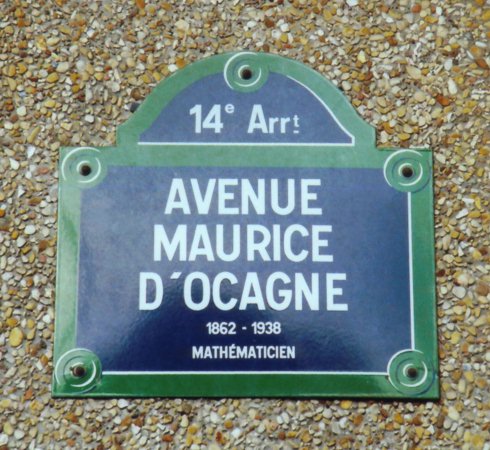 14e Arrt
AVENUE
MAURICE
D'OCAGNE
1862 - 1938
MATHÉMATICIEN